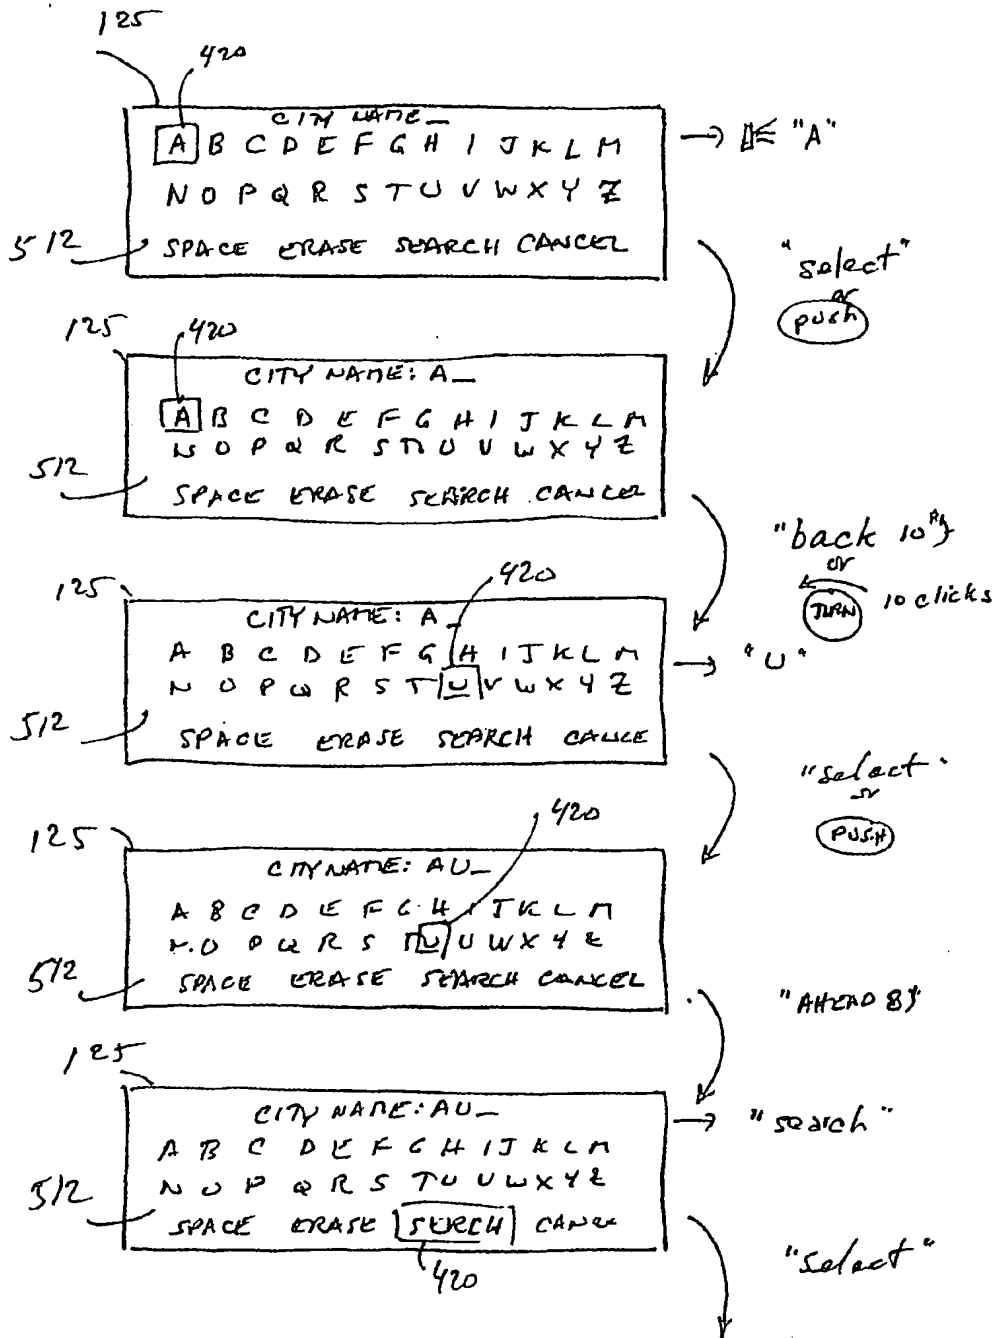 125
420
CITY NAME_
A B C D E F G H I J K L M → "A"
N O P Q R S T U V W X Y Z
512 SPACE ERASE SEARCH CANCEL
"select"
or
push
125 420
CITY NAME: A_
A B C D E F G H I J K L M
N O P Q R S T U V W X Y Z
512 SPACE ERASE SEARCH CANCEL
"back 10"
or
TURN 10 clicks
125 420
CITY NAME: A_
A B C D E F G H I J K L M → "U"
N O P Q R S T U V W X Y Z
512 SPACE ERASE SEARCH CANCE
"select"
or
PUSH
125 420
CITY NAME: AU_
A B C D E F G H I J K L M
N O P Q R S T U U W X Y Z
512 SPACE ERASE SEARCH CANCEL
"AHEAD 8"
125
CITY NAME: AU_ → "search"
A B C D E F G H I J K L M
N O P Q R S T U U W X Y Z
512 SPACE ERASE SERCH CANCE
420
"select"